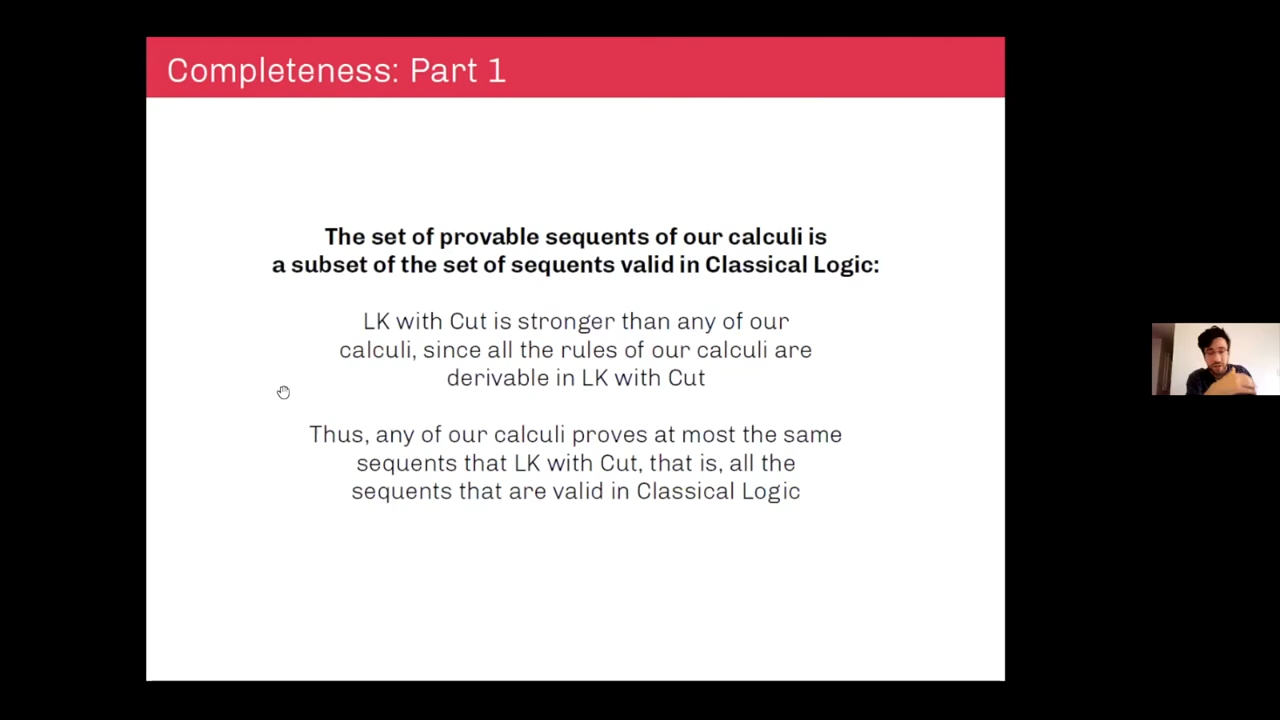 Completeness: Part 1
The set of provable sequents of our calculi is
a subset of the set of sequents valid in Classical Logic:
LK with Cut is stronger than any of our
calculi, since all the rules of our calculi are
derivable in LK with Cut
Thus, any of our calculi proves at most the same
sequents that LK with Cut, that is, all the
sequents that are valid in Classical Logic